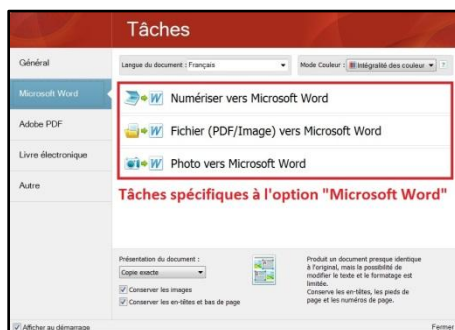 Tâches
Général
Langue du document : Français
Mode Couleur : Intégralité des couleur
?
Microsoft Word
Numériser vers Microsoft Word
Adobe PDF
Fichier (PDF/Image) vers Microsoft Word
Livre électronique
Photo vers Microsoft Word
Autre
Tâches spécifiques à l'option "Microsoft Word"
Présentation du document :
Copie exacte
Conserver les images
Conserver les en-têtes et bas de page
Produit un document presque identique
à l'original, mais la possibilité de
modifier le texte et le formatage est
limitée.
Conserve les en-têtes, les pieds de
page et les numéros de page.
Afficher au démarrage
Fermer